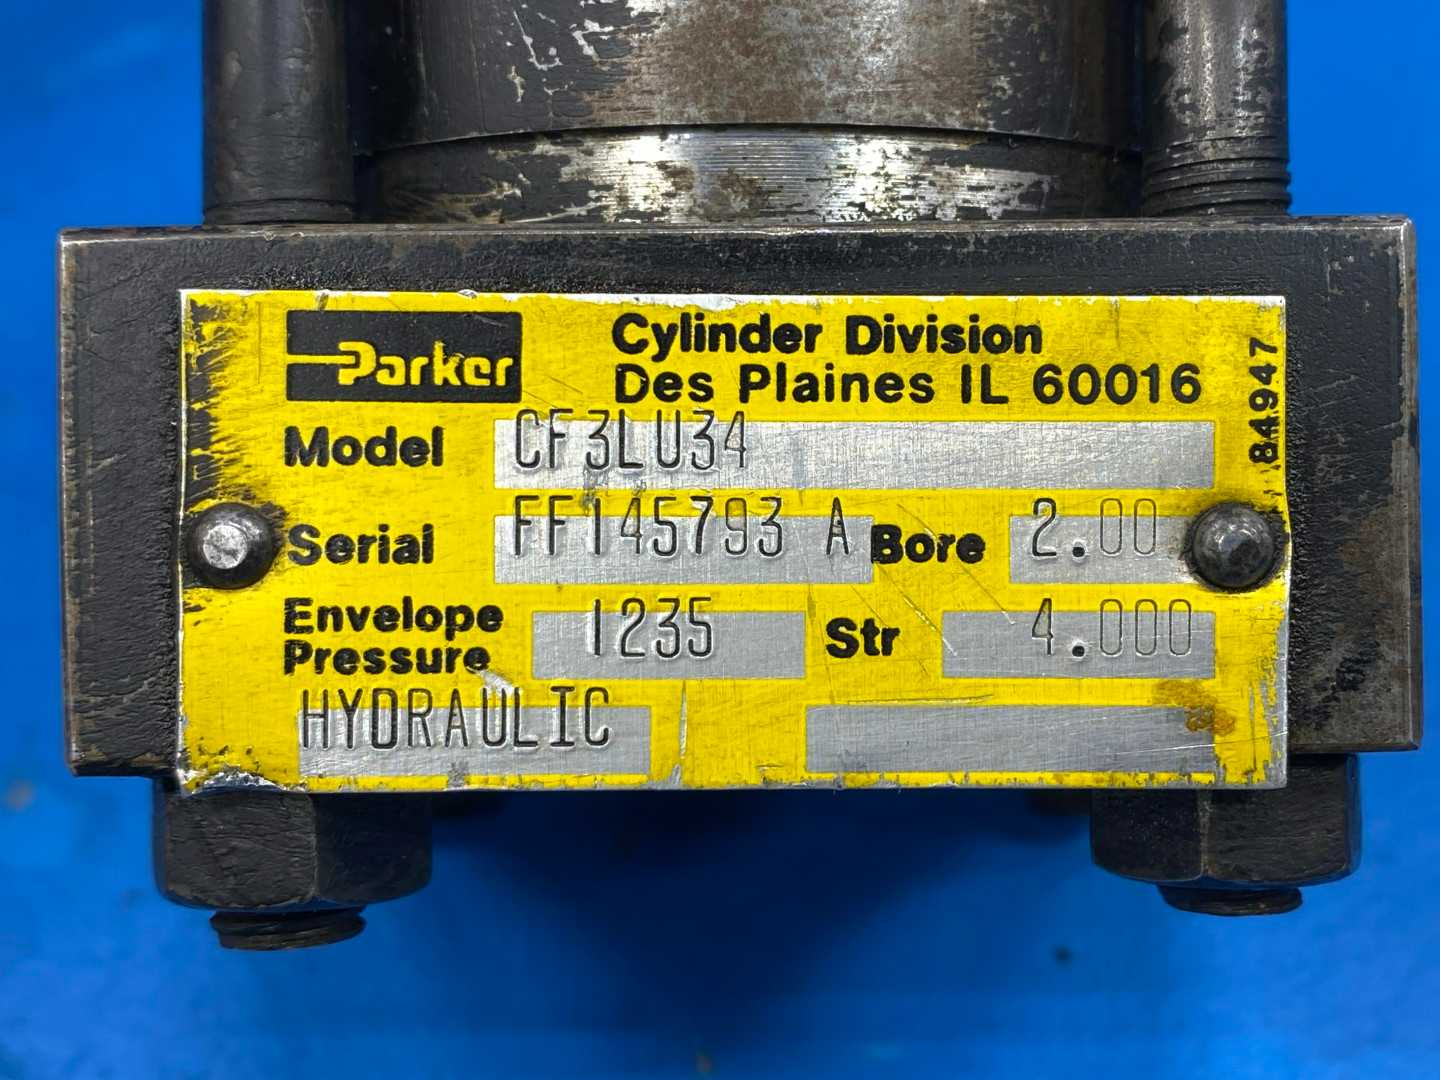 Parker
Cylinder Division
Des Plaines IL 60016
84947
Model CF3LU34
Serial FF145793 A Bore 2.00
Envelope Pressure 1235 Str 4.000
HYDRAULIC